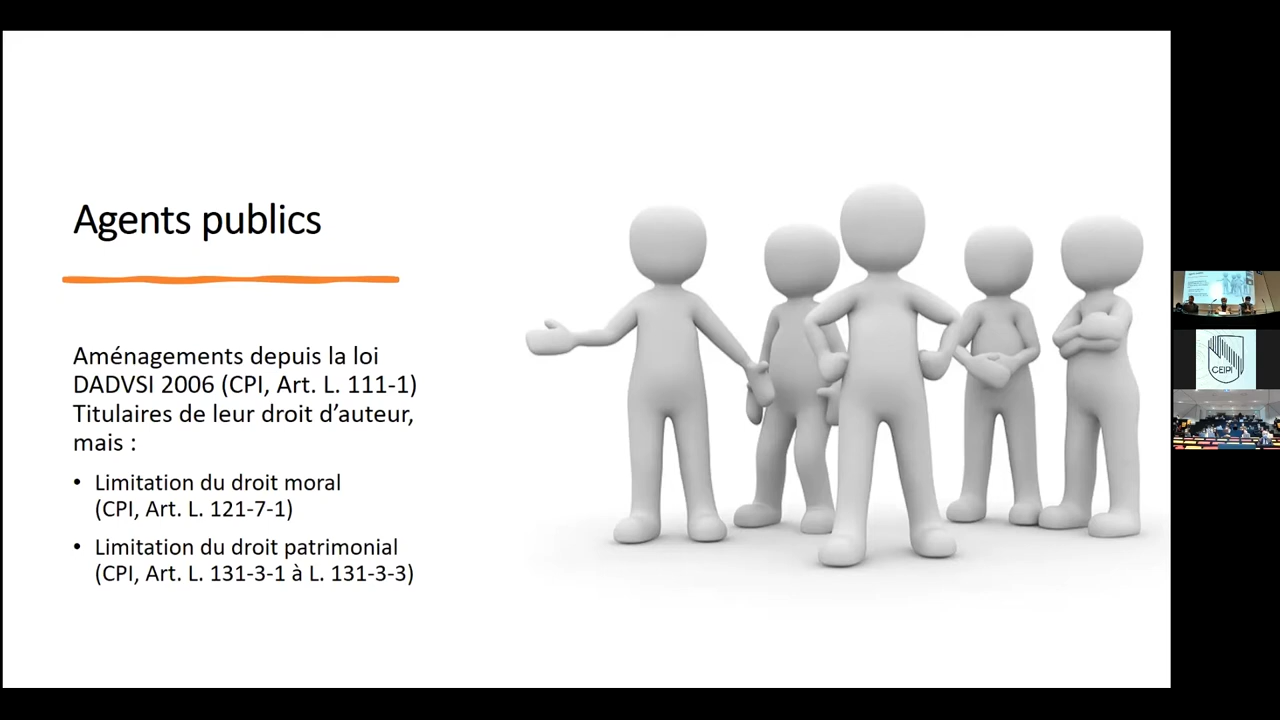 Agents publics
Aménagements depuis la loi
DADVSI 2006 (CPI, Art. L. 111-1)
Titulaires de leur droit d’auteur,
mais :
• Limitation du droit moral
(CPI, Art. L. 121-7-1)
• Limitation du droit patrimonial
(CPI, Art. L. 131-3-1 à L. 131-3-3)
CEIPI